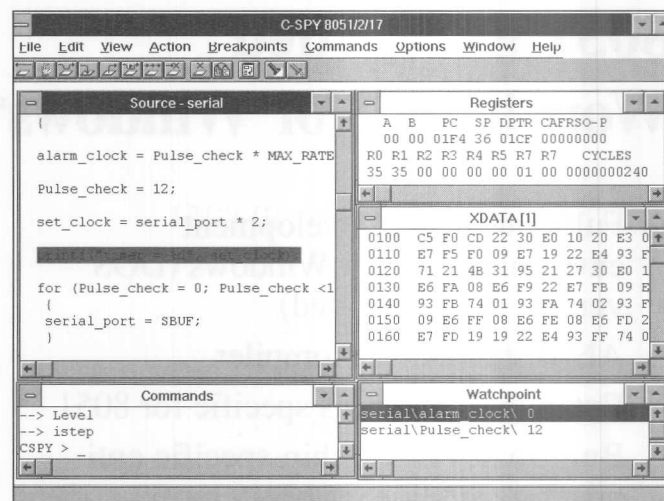 C-SPY 8051/2/17
File Edit View Action Breakpoints Commands Options Window Help
Source - serial
{
alarm_clock = Pulse_check * MAX_RATE
Pulse_check = 12;
set_clock = serial_port * 2;
for (Pulse_check = 0; Pulse_check <1
{
serial_port = SBUF;
}
Registers
A B PC SP DPTR CAFRSO-P
00 00 01F4 36 01CF 00000000
R0 R1 R2 R3 R4 R5 R7 R7 CYCLES
35 35 00 00 00 00 01 00 0000000240
XDATA [1]
0100 C5 F0 CD 22 30 E0 10 20 E3 0
0110 E7 F5 F0 09 E7 19 22 E4 93 F
0120 71 21 4B 31 95 21 27 30 E0 1
0130 E6 FA 08 E6 F9 22 E7 FB 09 E
0140 93 FB 74 01 93 FA 74 02 93 F
0150 09 E6 FF 08 E6 FE 08 E6 FD 2
0160 E7 FD 19 19 22 E4 93 FF 74 0
Commands
--> Level
--> istep
CSPY > _
Watchpoint
serial\alarm_clock\ 0
serial\Pulse_check\ 12